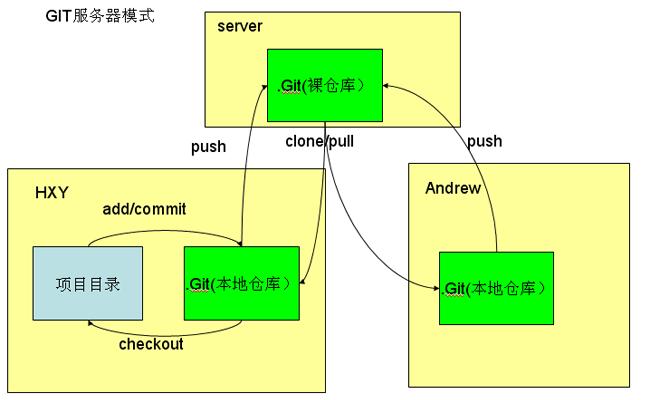 GIT服务器模式
server
.Git(裸仓库）
push
clone/pull
push
HXY
Andrew
add/commit
项目目录
.Git(本地仓库）
.Git(本地仓库）
checkout